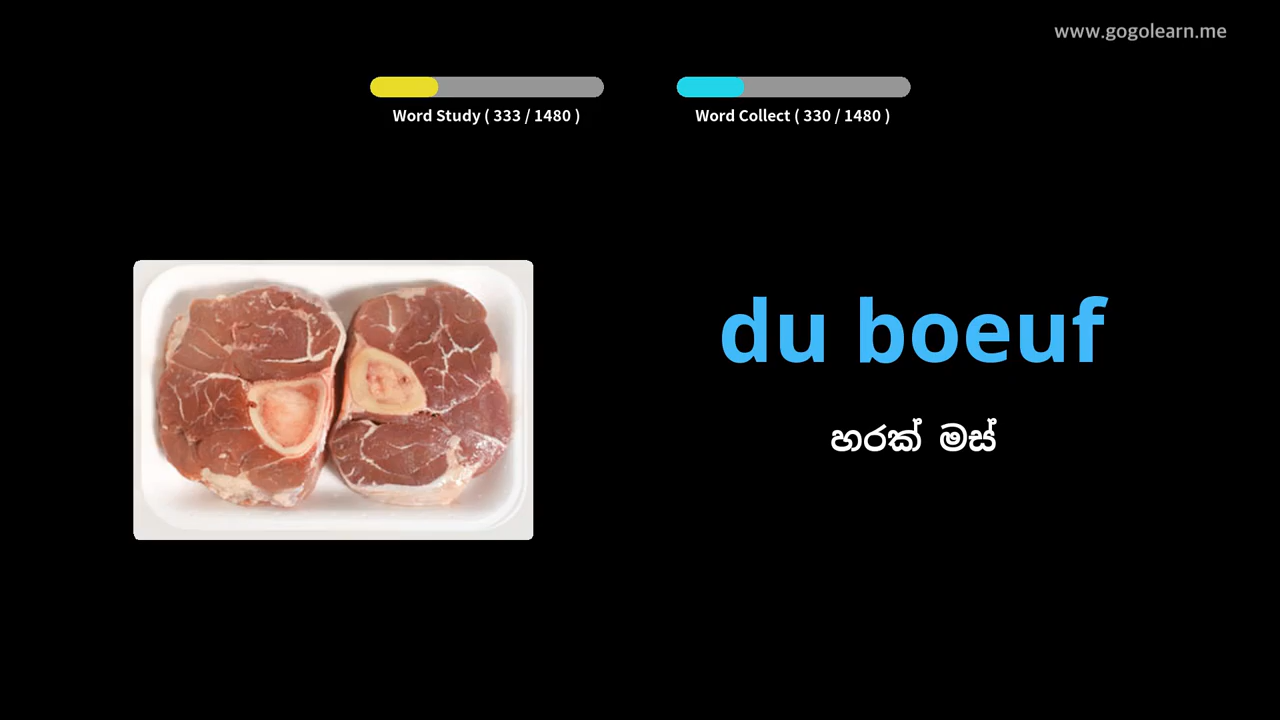 www.gogolearn.me
Word Study ( 333 / 1480 )
Word Collect ( 330 / 1480 )
du boeuf
හරක් මස්